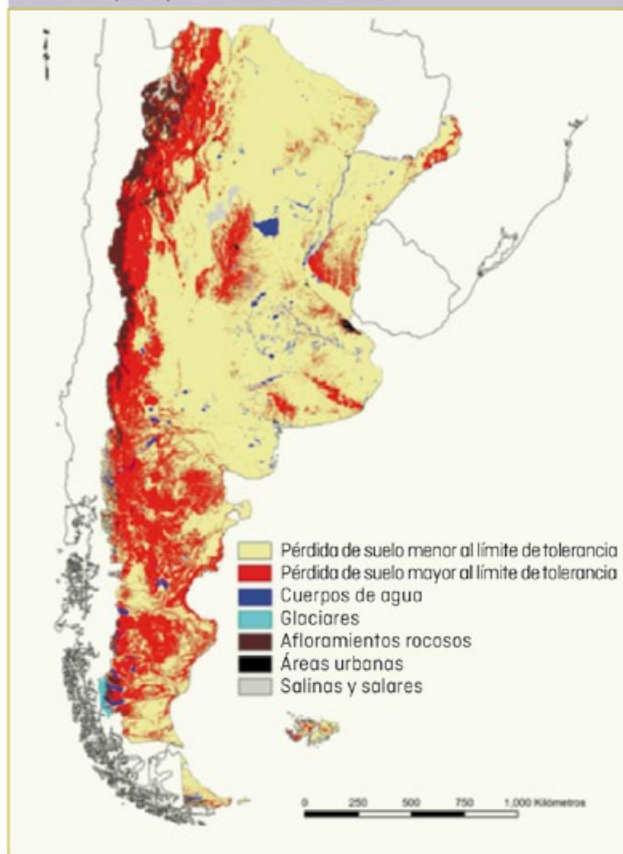 Pérdida de suelo menor al límite de tolerancia
Pérdida de suelo mayor al límite de tolerancia
Cuerpos de agua
Glaciares
Afloramientos rocosos
Áreas urbanas
Salinas y salares
0 250 500 750 1,000 Kilómetros